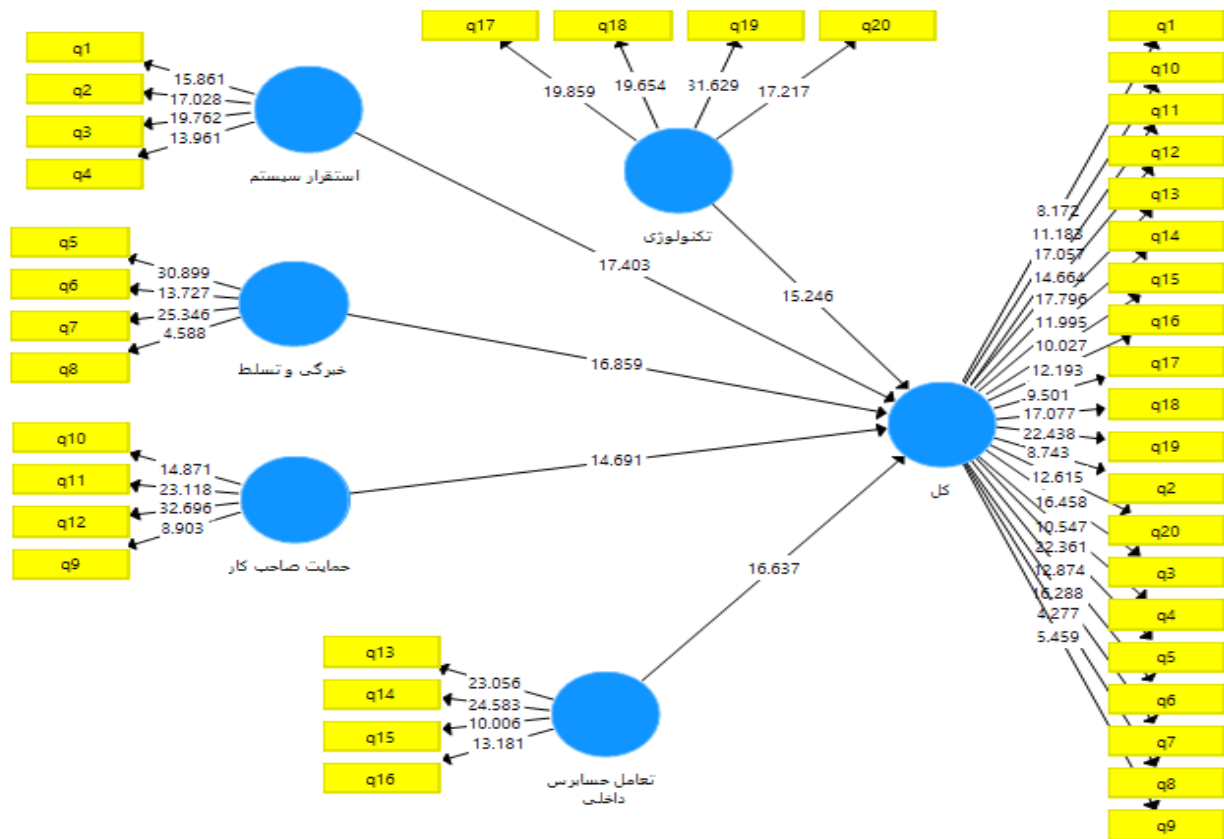 q1
q2
q3
q4
15.861
17.028
19.762
13.961
استقرار سیستم
q17
q18
q19
q20
19.859
19.654
31.629
17.217
تکنولوژی
q5
q6
q7
q8
30.899
13.727
25.346
4.588
خبرگی و تسلط
q10
q11
q12
q9
14.871
23.118
32.696
8.903
حمایت صاحب کار
q13
q14
q15
q16
23.056
24.583
10.006
13.181
تعامل حسابرس
داخلی
17.403
15.246
16.859
14.691
16.637
کل
8.172
11.183
17.057
14.664
17.796
11.995
10.027
12.193
9.501
17.077
22.438
8.743
12.615
16.458
10.547
22.361
12.874
16.288
4.277
5.459
q1
q10
q11
q12
q13
q14
q15
q16
q17
q18
q19
q2
q20
q3
q4
q5
q6
q7
q8
q9